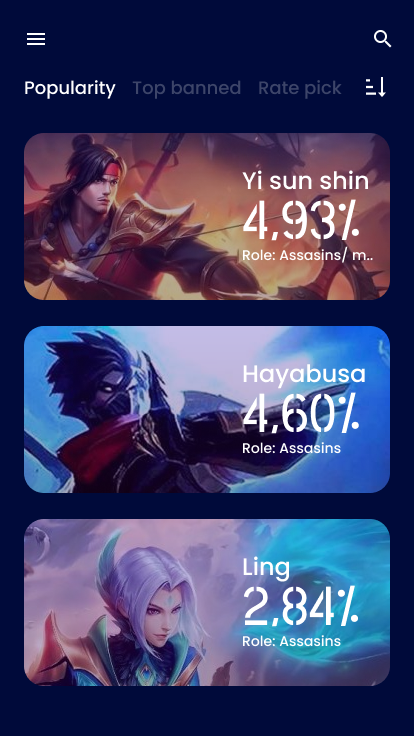 Popularity Top banned Rate pick
Yi sun shin
4,93%
Role: Assasins/ m..
Hayabusa
4,60%
Role: Assasins
Ling
2,84%
Role: Assasins